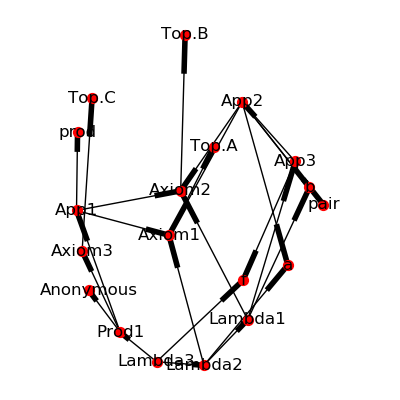 Top.B
Top.C
App2
prod
Top.A
App3
Axiom2
pair
App1
Axiom1
Axiom3
a
Anonymous
Lambda1
Prod1
Lambda3
Lambda2